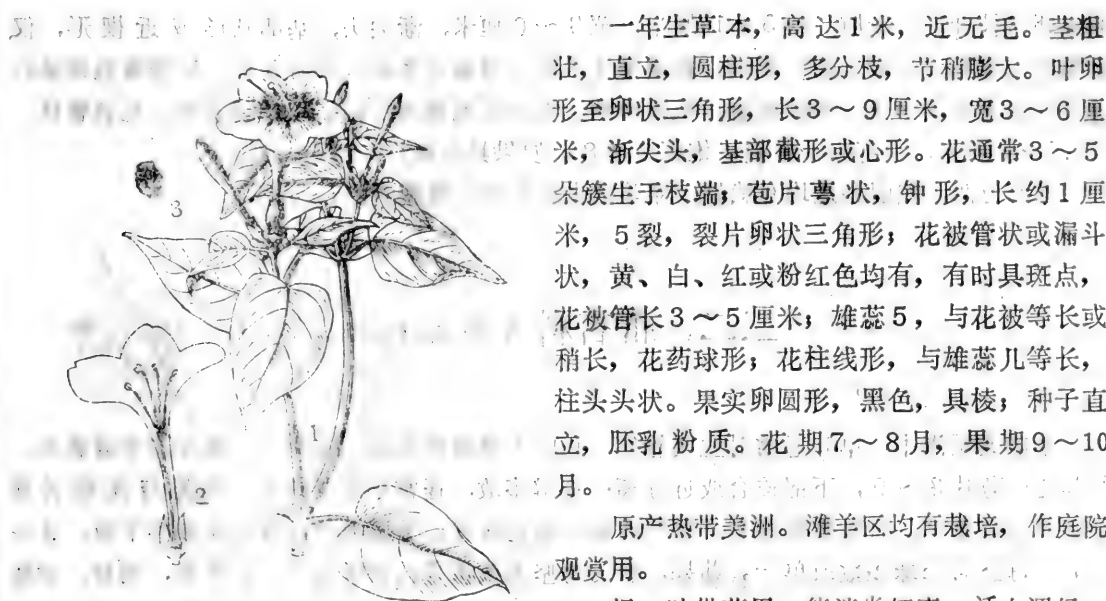 一年生草本，高达1米，近无毛。茎粗
壮，直立，圆柱形，多分枝，节稍膨大。叶卵
形至卵状三角形，长3～9厘米，宽3～6厘
米，渐尖头，基部截形或心形。花通常3～5
朵簇生于枝端；苞片萼状，钟形，长约1厘
米，5裂，裂片卵状三角形；花被管状或漏斗
状，黄、白、红或粉红色均有，有时具斑点，
花被管长3～5厘米；雄蕊5，与花被等长或
稍长，花药球形；花柱线形，与雄蕊几等长，
柱头头状。果实卵圆形，黑色，具棱；种子直
立，胚乳粉质。花期7～8月，果期9～10
月。
原产热带美洲。滩羊区均有栽培，作庭院
观赏用。
3
1
2